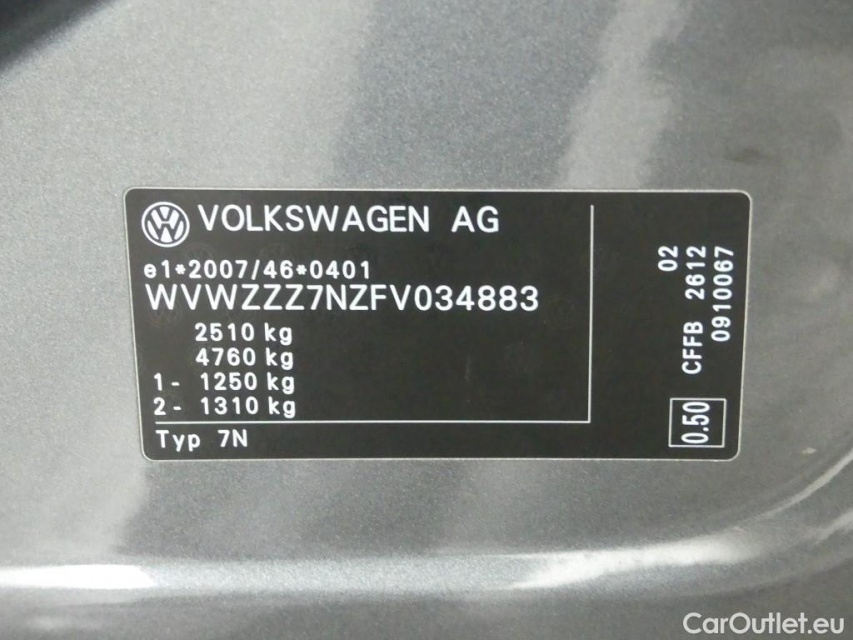 VOLKSWAGEN AG
e1*2007/46*0401
WVWZZZ7NZFV034883
2510 kg
4760 kg
1- 1250 kg
2- 1310 kg
Typ 7N
02
CFFB 2612
0910067
0.50
CarOutlet.eu